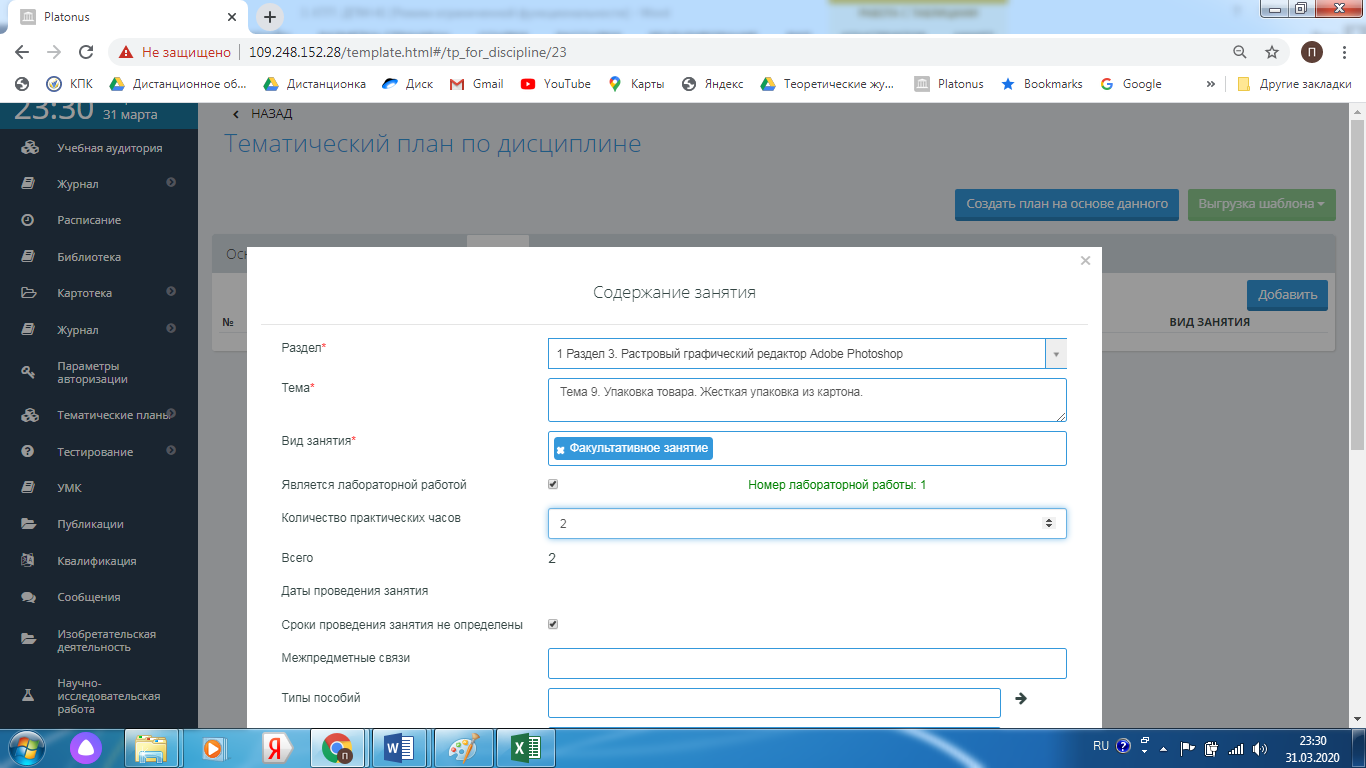 Platonus
Не защищено
109.248.152.28/template.html#/tp_for_discipline/23
П
КПК
Дистанционное об...
Дистанционка
Диск
Gmail
YouTube
Карты
Яндекс
Теоретические жу...
Platonus
Bookmarks
Google
»
Другие закладки
23:30
31 марта
НАЗАД
Тематический план по дисциплине
Учебная аудитория
Журнал
Расписание
Библиотека
Картотека
Журнал
Параметры
авторизации
Тематические планы
Тестирование
УМК
Публикации
Квалификация
Сообщения
Изобретательская
деятельность
Научно-
исследовательская
работа
Создать план на основе данного
Выгрузка шаблона
Добавить
№
ВИД ЗАНЯТИЯ
Содержание занятия
Раздел*
1 Раздел 3. Растровый графический редактор Adobe Photoshop
Тема*
Тема 9. Упаковка товара. Жесткая упаковка из картона.
Вид занятия*
Факультативное занятие
Является лабораторной работой
Номер лабораторной работы: 1
Количество практических часов
2
Всего
2
Даты проведения занятия
Сроки проведения занятия не определены
Межпредметные связи
Типы пособий
RU
23:30
31.03.2020